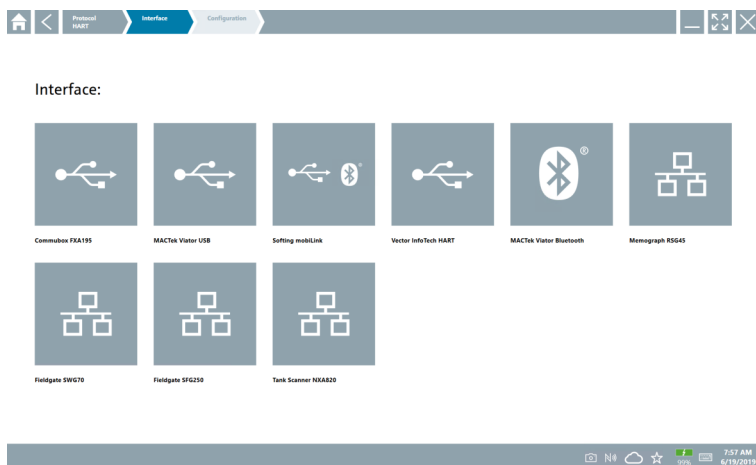 Protocol
HART
Interface
Configuration
Interface:
Commubox FXA195
MACTek Viator USB
Softing mobiLink
Vector InfoTech HART
MACTek Viator Bluetooth
Memograph RSG45
Fieldgate SWG70
Fieldgate SFG250
Tank Scanner NXA820
99%
7:57 AM
6/19/2019